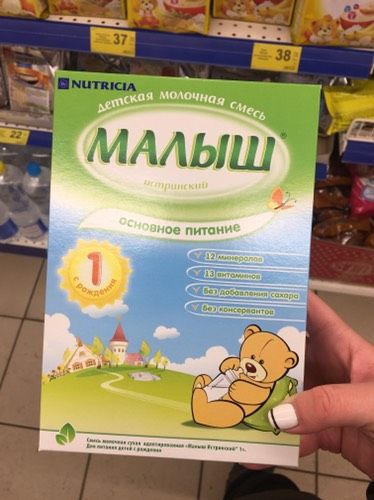 37
38
22
NUTRICIA
детская молочная смесь
МАЛЫШ®
истринский
основное питание
12 минералов
13 витаминов
Без добавления сахара
Без консервантов
1
с рождения
Смесь молочная сухая адаптированная «Малыш Истринский" 1».
Для питания детей с рождения